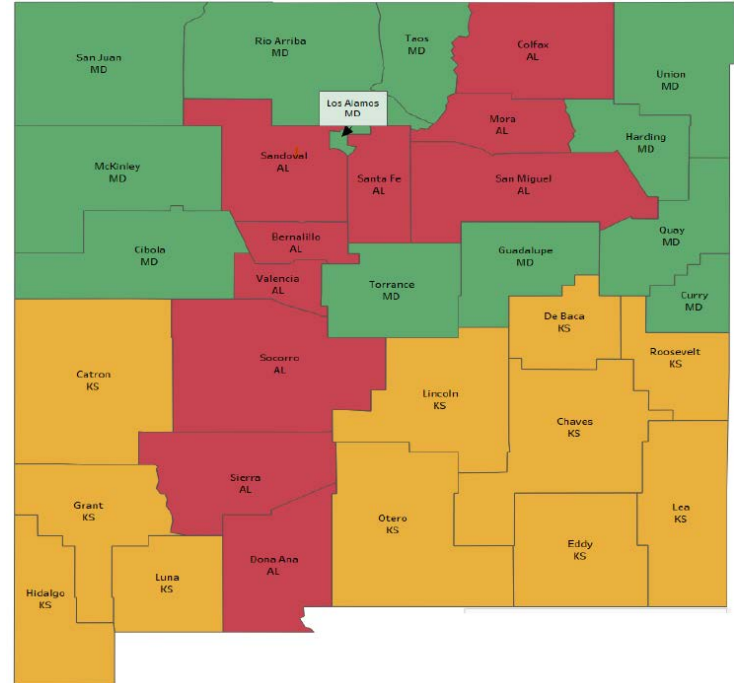 San Juan
MD
Rio Arriba
MD
Taos
MD
Colfax
AL
Union
MD
Los Alamos
MD
Mora
AL
Harding
MD
McKinley
MD
Sandoval
AL
Santa Fe
AL
San Miguel
AL
Cibola
MD
Bernalillo
AL
Valencia
AL
Torrance
MD
Guadalupe
MD
Quay
MD
Curry
MD
Catron
KS
Socorro
AL
Lincoln
KS
De Baca
KS
Roosevelt
KS
Chaves
KS
Grant
KS
Sierra
AL
Otero
KS
Lea
KS
Hidalgo
KS
Luna
KS
Dona Ana
AL
Eddy
KS